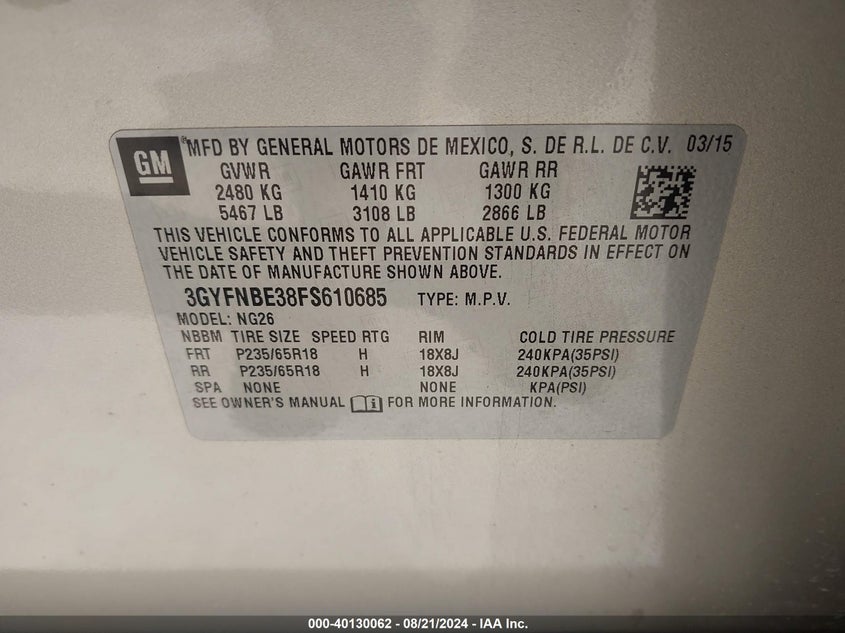 GM
®MFD BY GENERAL MOTORS DE MEXICO, S. DE R.L. DE C.V. 03/15
GVWR GAWR FRT GAWR RR
2480 KG 1410 KG 1300 KG
5467 LB 3108 LB 2866 LB
THIS VEHICLE CONFORMS TO ALL APPLICABLE U.S. FEDERAL MOTOR
VEHICLE SAFETY AND THEFT PREVENTION STANDARDS IN EFFECT ON
THE DATE OF MANUFACTURE SHOWN ABOVE.
3GYFNBE38FS610685 TYPE: M.P.V.
MODEL: NG26
NBBM TIRE SIZE SPEED RTG RIM COLD TIRE PRESSURE
FRT P235/65R18 H 18X8J 240KPA(35PSI)
RR P235/65R18 H 18X8J 240KPA(35PSI)
SPA NONE NONE KPA(PSI)
SEE OWNER'S MANUAL FOR MORE INFORMATION.
000-40130062 - 08/21/2024 - IAA Inc.